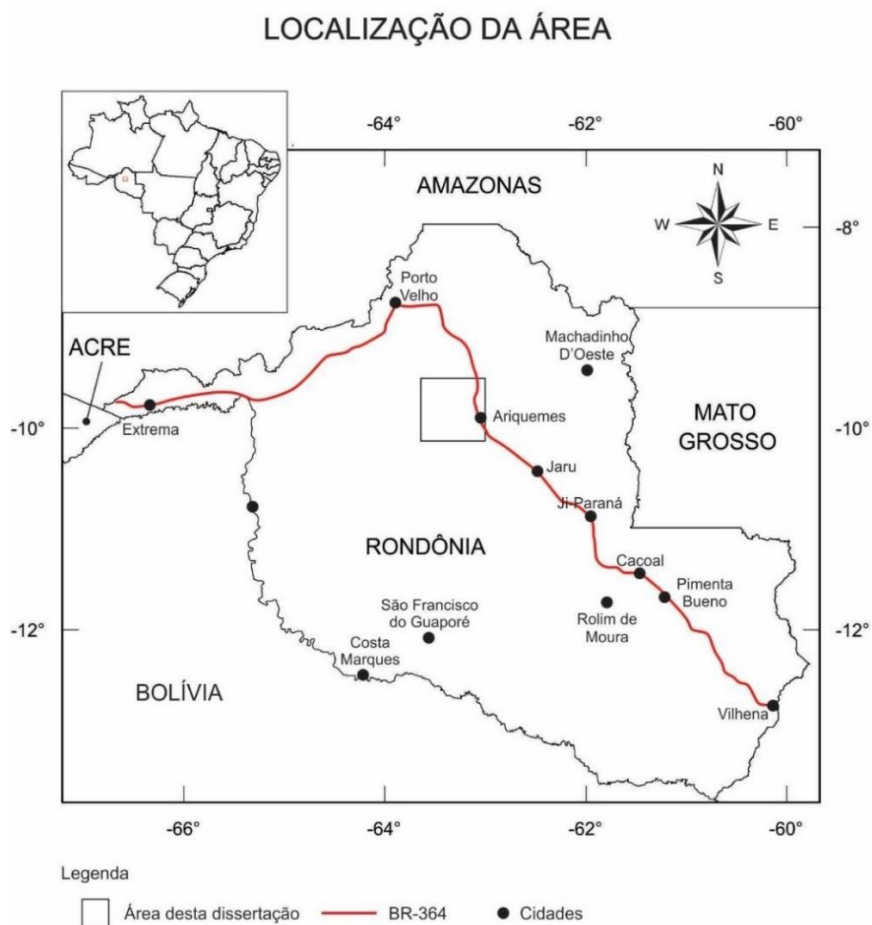 LOCALIZAÇÃO DA ÁREA
-64°
-62°
-60°
AMAZONAS
N
W
E
S
-8°
Porto
Velho
ACRE
Machadinho
D'Oeste
MATO
GROSSO
-10°
Extrema
Ariquemes
-10°
Jaru
Ji-Paraná
RONDÔNIA
Cacoal
Pimenta
Bueno
São Francisco
do Guaporé
Rolim de
Moura
-12°
Costa
Marques
-12°
BOLÍVIA
Vilhena
-66°
-64°
-62°
-60°
Legenda
Área desta dissertação
BR-364
Cidades